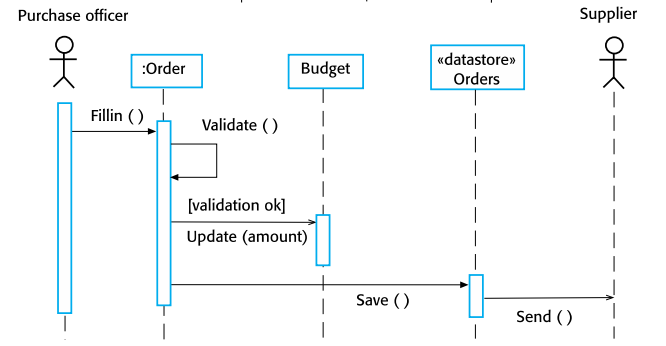 Purchase officer
Supplier
:Order
Budget
«datastore»
Orders
Fillin ( )
Validate ( )
[validation ok]
Update (amount)
Save ( )
Send ( )